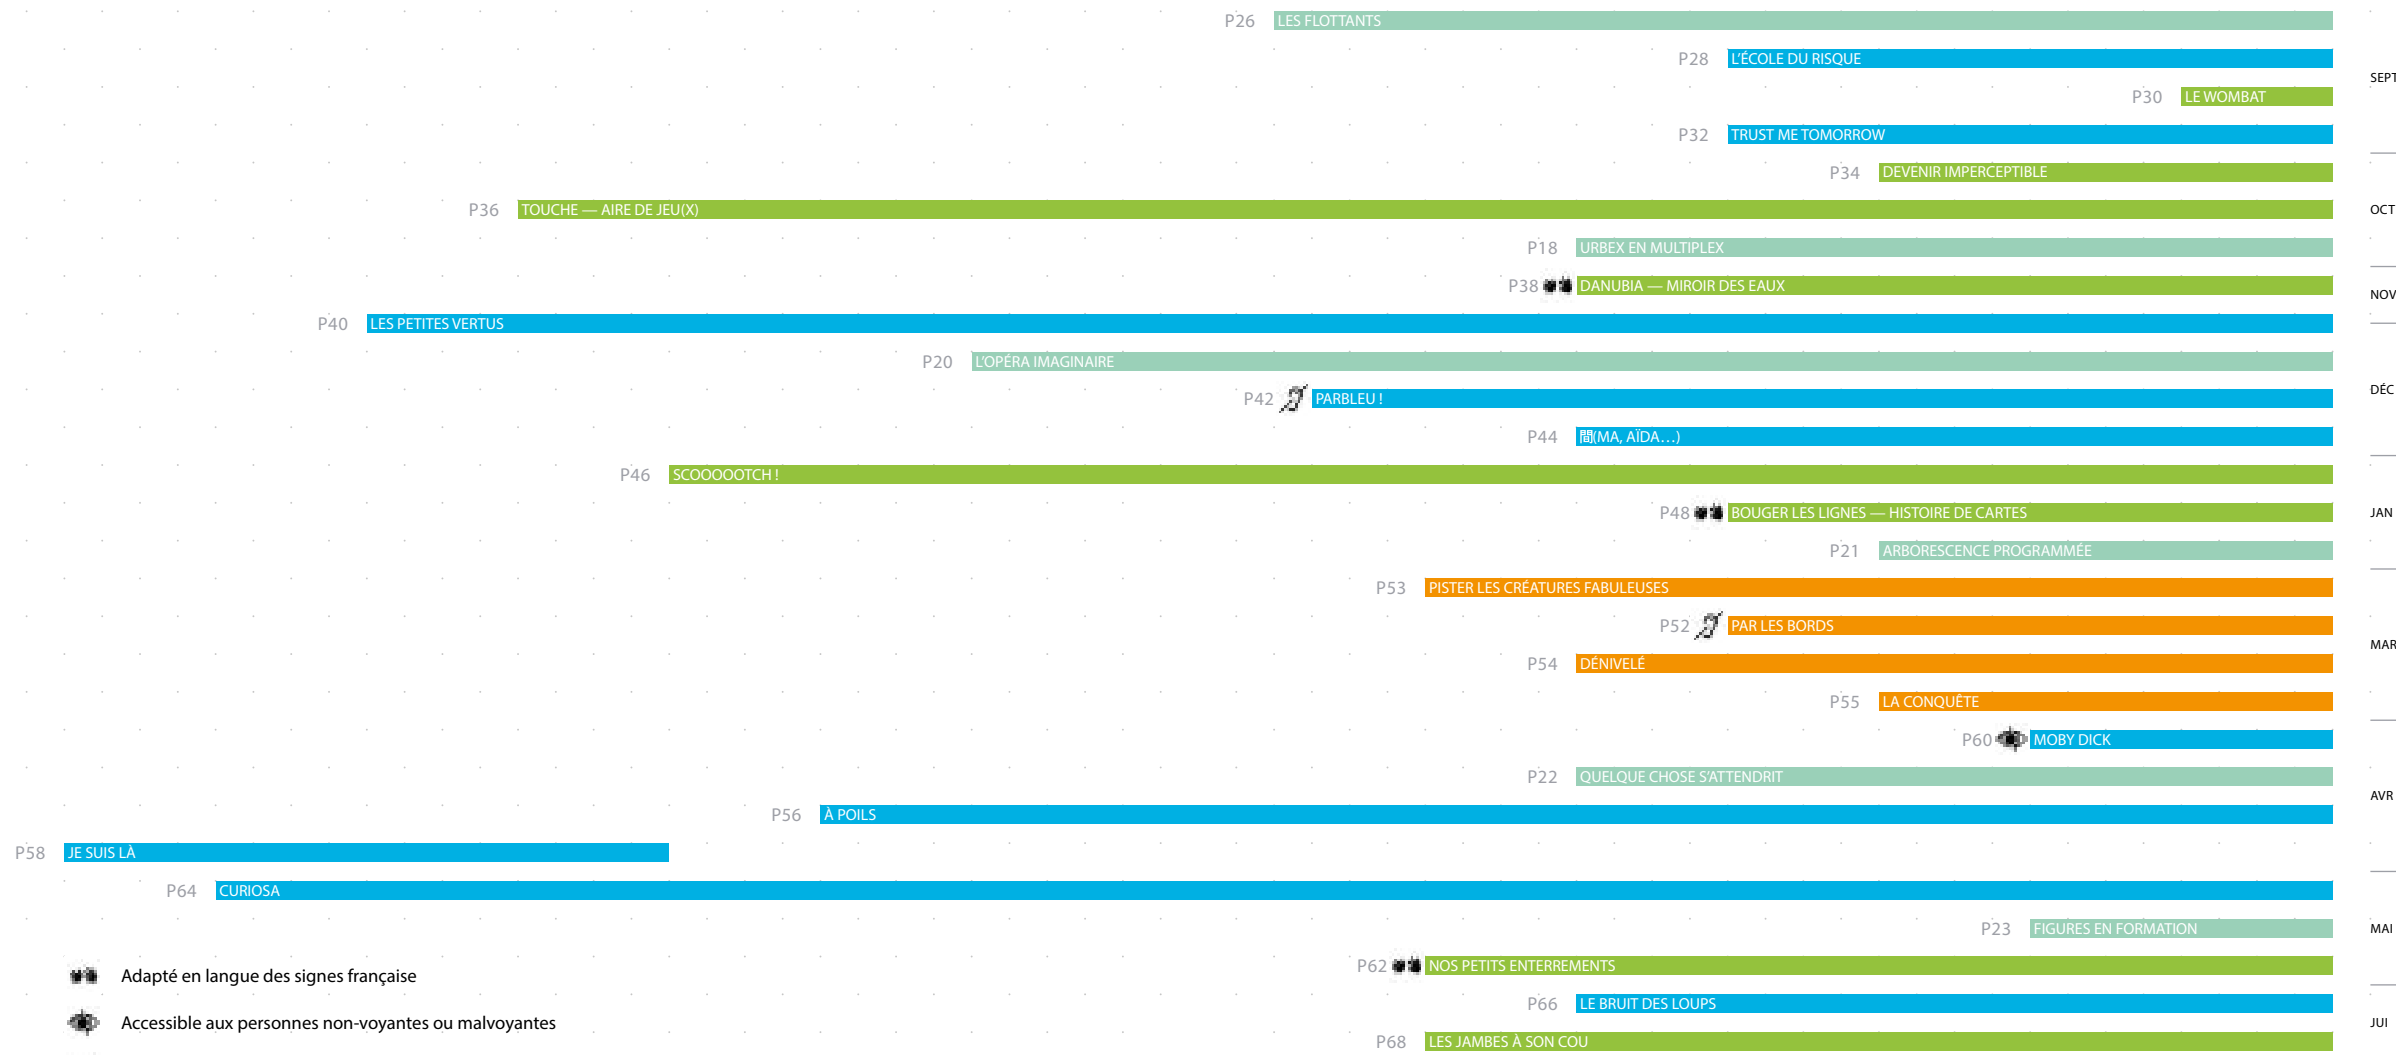 P26 LES FLOTTANTS
P28 L'ÉCOLE DU RISQUE
SEPT
P30 LE WOMBAT
P32 TRUST ME TOMORROW
P34 DEVENIR IMPERCEPTIBLE
P36 TOUCHE — AIRE DE JEU(X)
OCT
P18 URBEX EN MULTIPLEX
P38 DANUBIA — MIROIR DES EAUX
NOV
P40 LES PETITES VERTUS
P20 L'OPÉRA IMAGINAIRE
P42 PARBLEU !
DÉC
P44 間(MA, AÏDA…)
P46 SCOOOOOTCH !
P48 BOUGER LES LIGNES — HISTOIRE DE CARTES
JAN
P21 ARBORESCENCE PROGRAMMÉE
P53 PISTER LES CRÉATURES FABULEUSES
P52 PAR LES BORDS
MAR
P54 DÉNIVELÉ
P55 LA CONQUÊTE
P60 MOBY DICK
P22 QUELQUE CHOSE S'ATTENDRIT
AVR
P56 À POILS
P58 JE SUIS LÀ
P64 CURIOSA
P23 FIGURES EN FORMATION
MAI
P62 NOS PETITS ENTERREMENTS
Adapté en langue des signes française
P66 LE BRUIT DES LOUPS
Accessible aux personnes non-voyantes ou malvoyantes
JUI
P68 LES JAMBES À SON COU